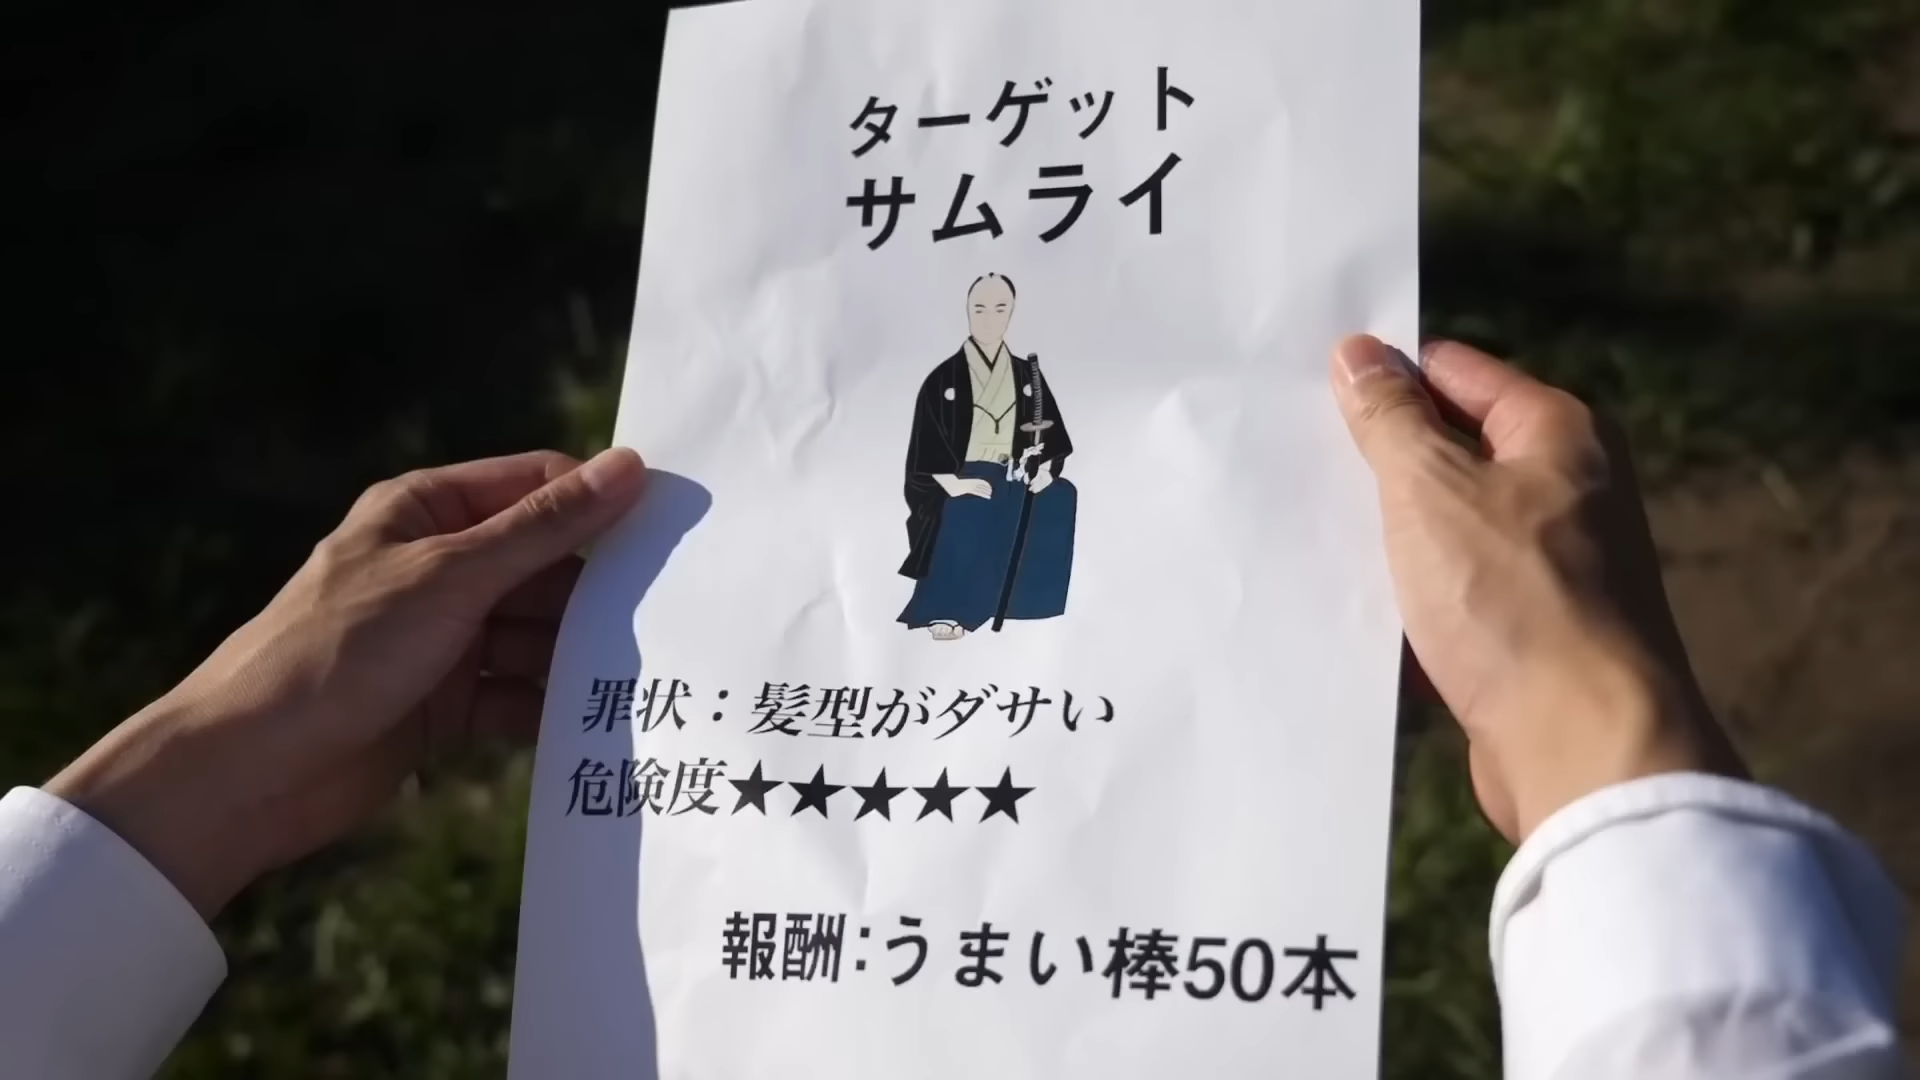 ターゲット
サムライ
罪状：髪型がダサい
危険度★★★★★
報酬:うまい棒50本